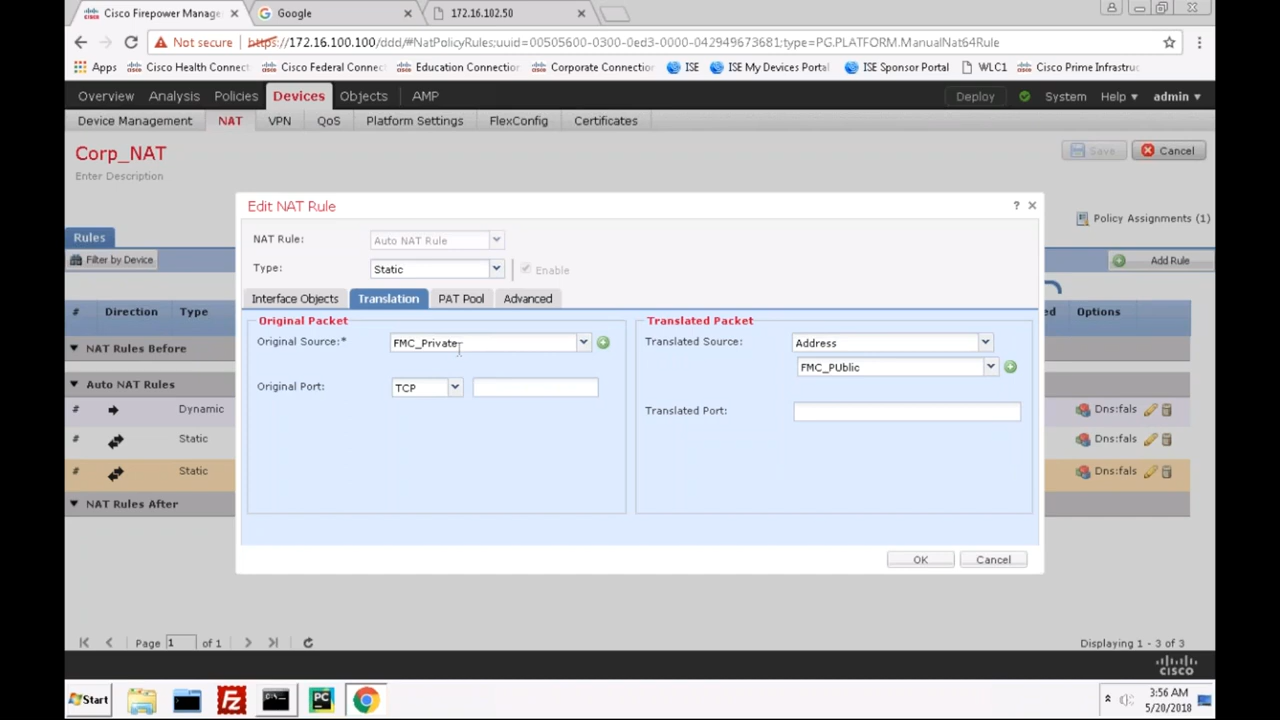 Cisco Firepower Manage
Google
172.16.102.50
Not secure
https://172.16.100.100/ddd/#NatPolicyRules;uuid=00505600-0300-0ed3-0000-042949673681;type=PG.PLATFORM.ManualNat64Rule
Apps
Cisco Health Connect
Cisco Federal Connec
Education Connection
Corporate Connection
ISE
ISE My Devices Portal
ISE Sponsor Portal
WLC1
Cisco Prime Infrastruc
Overview Analysis Policies Devices Objects AMP
Deploy System Help admin
Device Management NAT VPN QoS Platform Settings FlexConfig Certificates
Corp_NAT
Save Cancel
Enter Description
Edit NAT Rule
?
Policy Assignments (1)
Rules
NAT Rule: Auto NAT Rule
Filter by Device
Add Rule
Type: Static Enable
Interface Objects Translation PAT Pool Advanced
# Direction Type
ed Options
Original Packet
Translated Packet
Original Source:* FMC_Private
Translated Source: Address
NAT Rules Before
FMC_PUblic
Auto NAT Rules
Original Port: TCP
# Dynamic
Translated Port:
Dns:fals
# Static
Dns:fals
# Static
Dns:fals
NAT Rules After
OK Cancel
Page 1 of 1
Displaying 1 - 3 of 3
CISCO
Start
PC
3:56 AM
5/20/2018